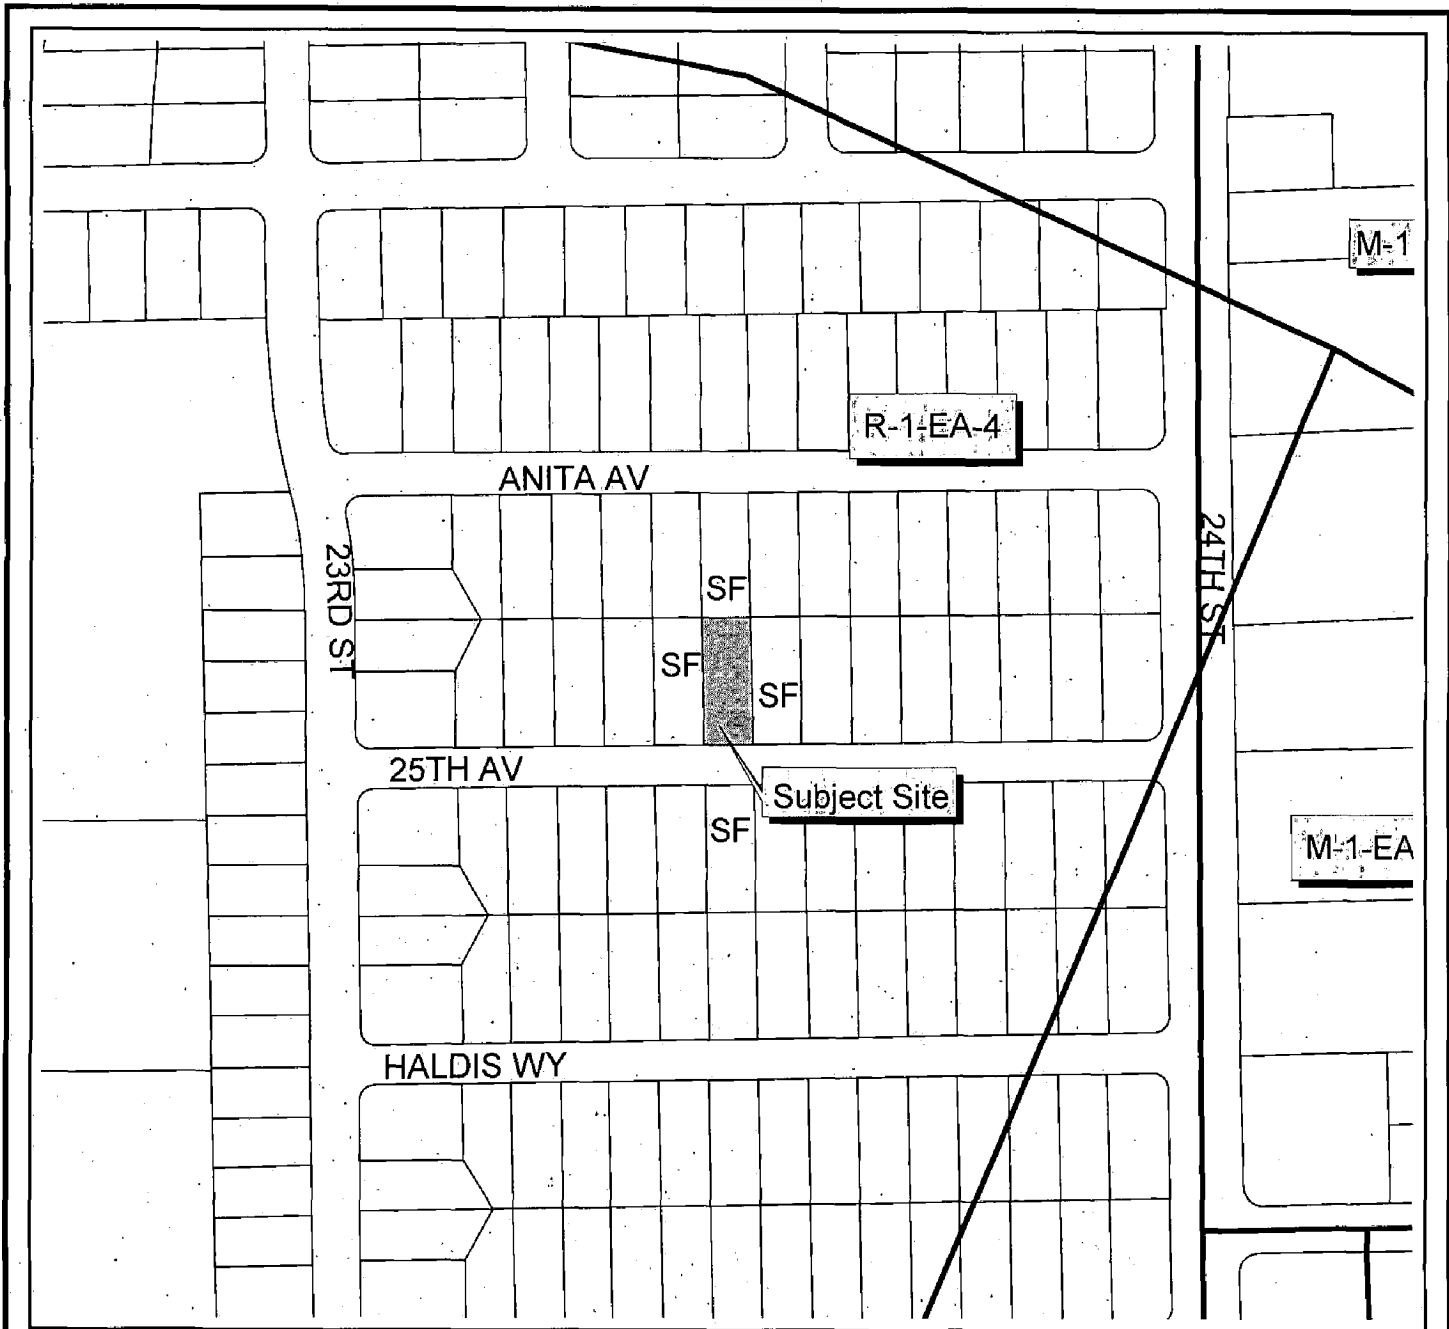 M-1
R-1-EA-4
ANITA AV
24TH ST
23RD ST
SF
SF
SF
25TH AV
Subject Site
SF
M-1-EA
HALDIS WY